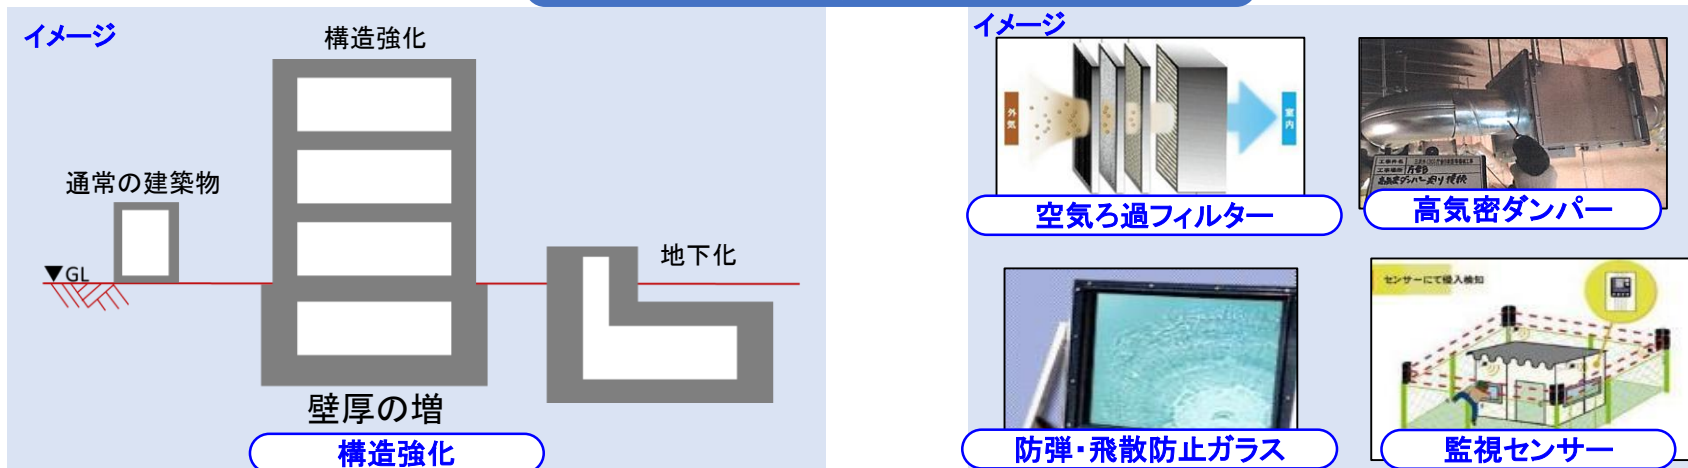 イメージ
構造強化
通常の建築物
▼GL
地下化
壁厚の増
構造強化
イメージ
外気
室内
空気ろ過フィルター
高気密ダンパー
防弾・飛散防止ガラス
センサーにて侵入検知
監視センサー